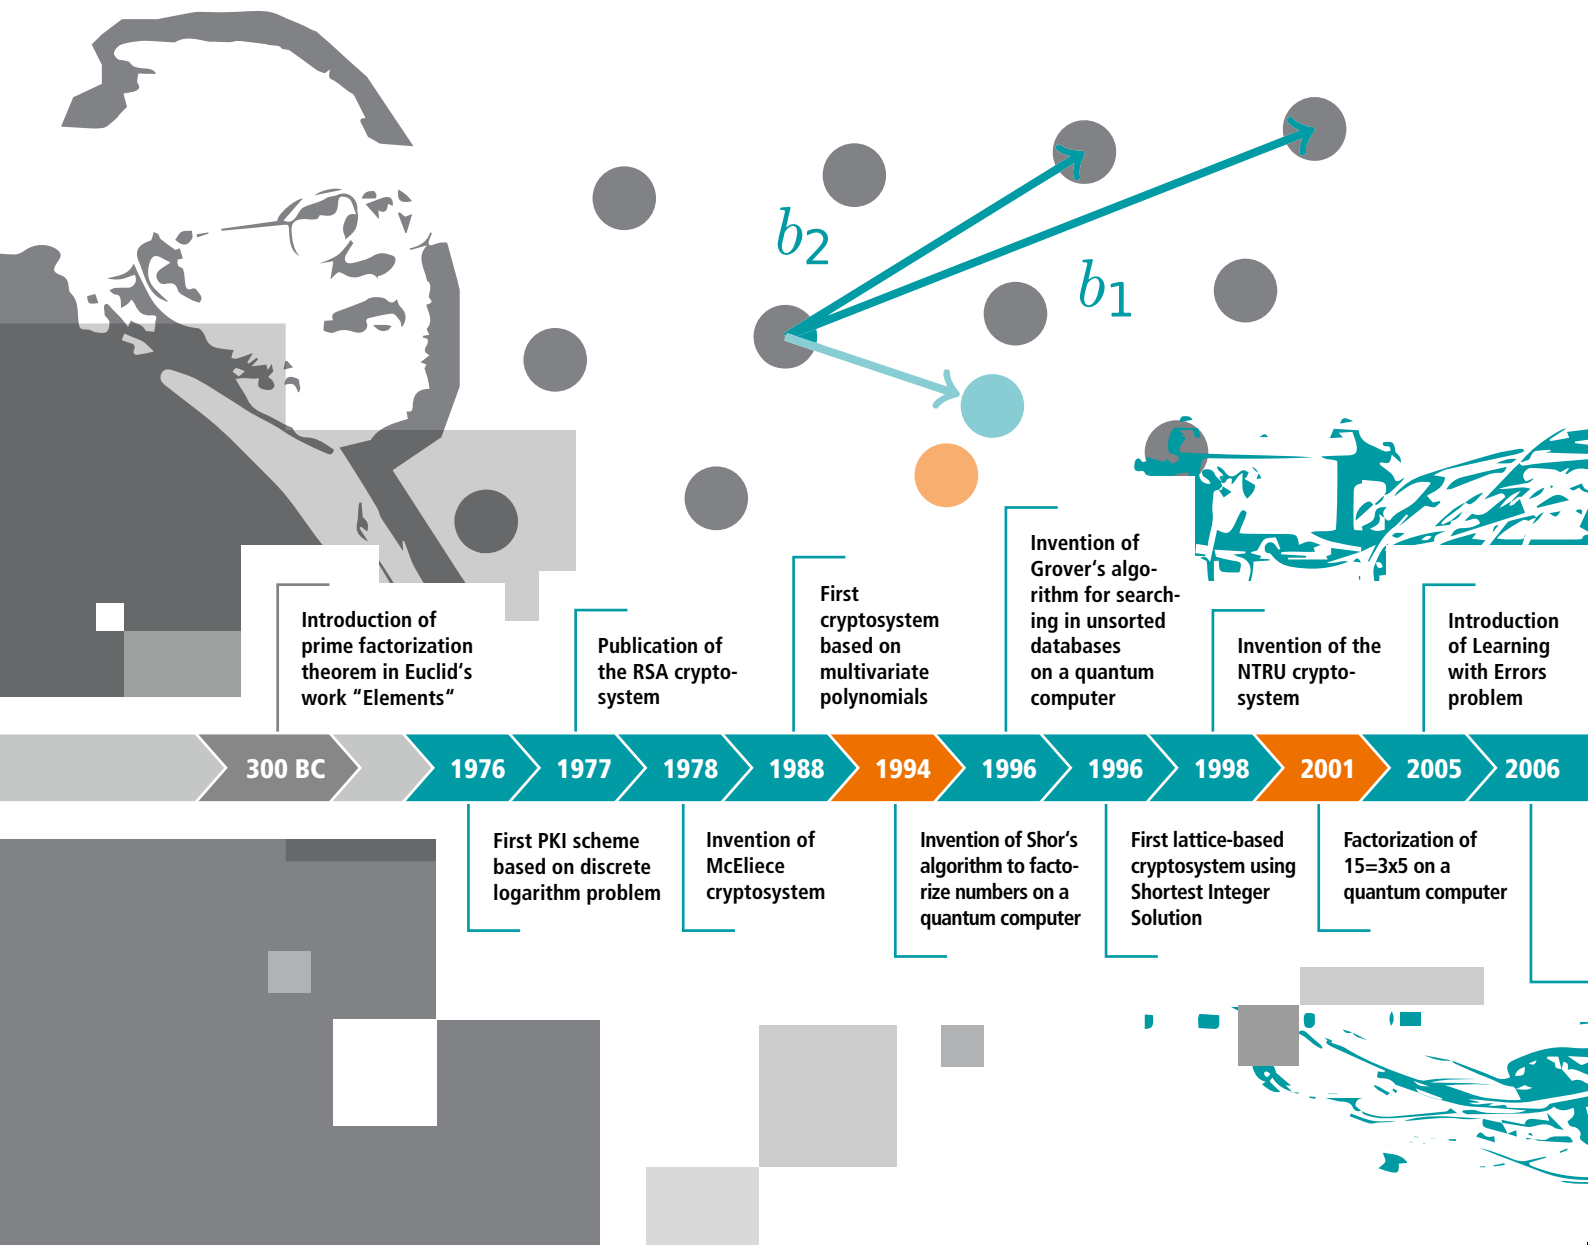 b2
b1
Introduction of
prime factorization
theorem in Euclid‘s
work “Elements“
Publication of
the RSA crypto-
system
First
cryptosystem
based on
multivariate
polynomials
Invention of
Grover‘s algo-
rithm for search-
ing in unsorted
databases
on a quantum
computer
Invention of the
NTRU crypto-
system
Introduction
of Learning
with Errors
problem
300 BC 1976 1977 1978 1988 1994 1996 1996 1998 2001 2005 2006
First PKI scheme
based on discrete
logarithm problem
Invention of
McEliece
cryptosystem
Invention of Shor‘s
algorithm to facto-
rize numbers on a
quantum computer
First lattice-based
cryptosystem using
Shortest Integer
Solution
Factorization of
15=3x5 on a
quantum computer